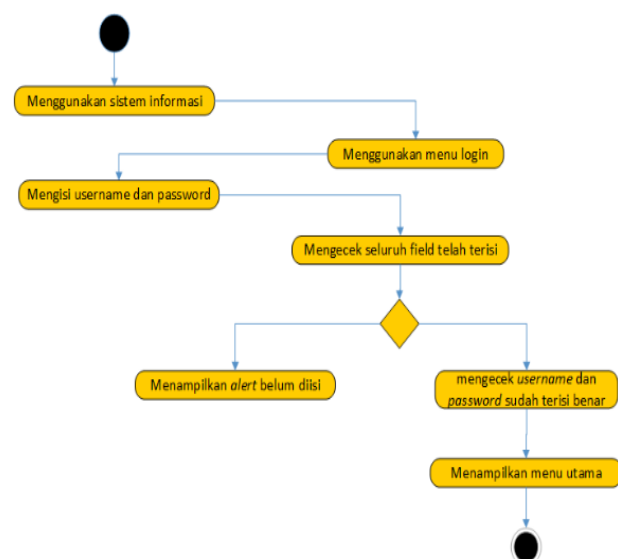 Menggunakan sistem informasi
Menggunakan menu login
Mengisi username dan password
Mengecek seluruh field telah terisi
Menampilkan alert belum diisi
mengecek username dan
password sudah terisi benar
Menampilkan menu utama